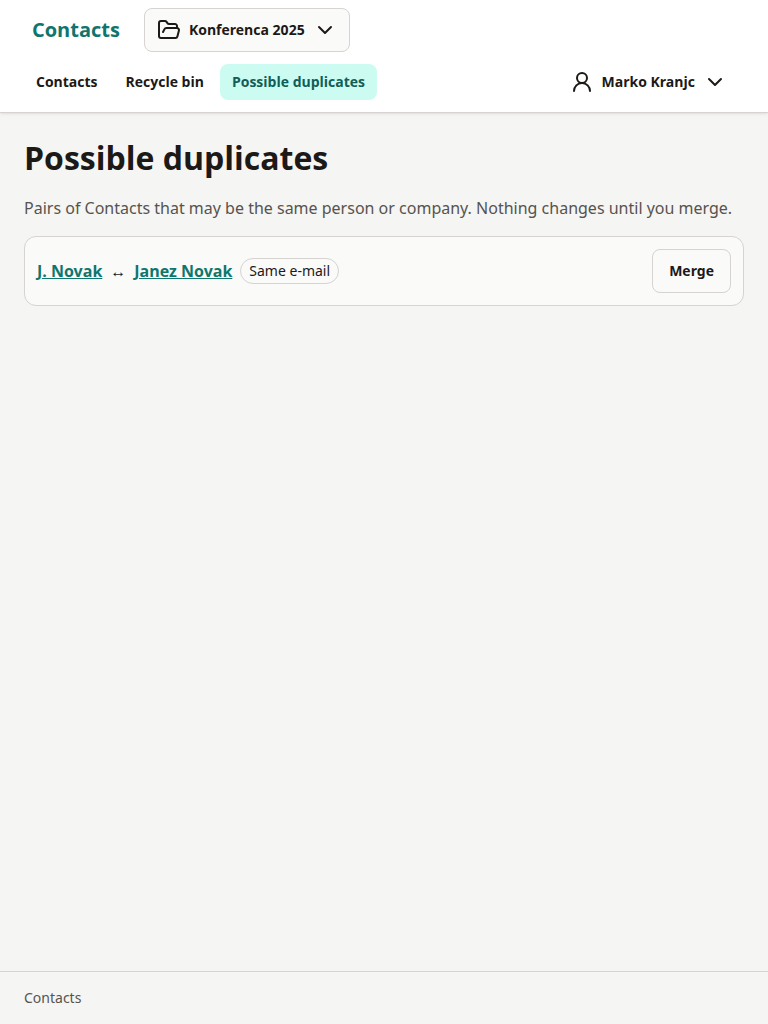 Contacts
Konferenca 2025
Contacts Recycle bin Possible duplicates Marko Kranjc
Possible duplicates
Pairs of Contacts that may be the same person or company. Nothing changes until you merge.
J. Novak ↔ Janez Novak Same e-mail Merge
Contacts